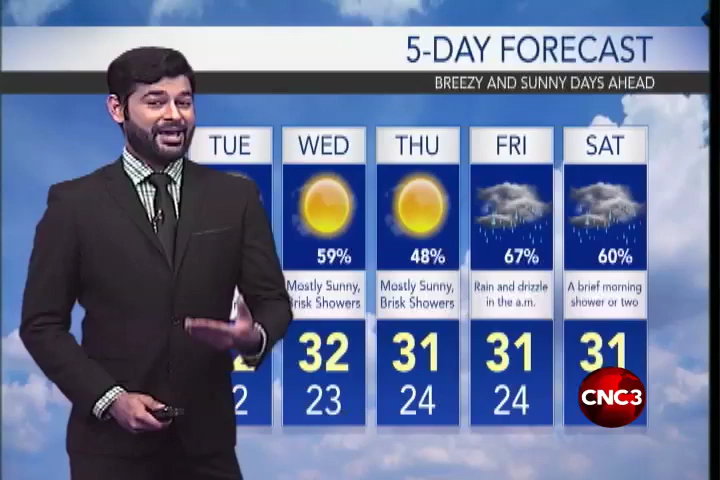 5-DAY FORECAST
BREEZY AND SUNNY DAYS AHEAD
TUE WED THU FRI SAT
59% 48% 67% 60%
Mostly Sunny, Mostly Sunny, Rain and drizzle A brief morning
Brisk Showers Brisk Showers in the a.m. shower or two
32 31 31 31
23 24 24
CNC3